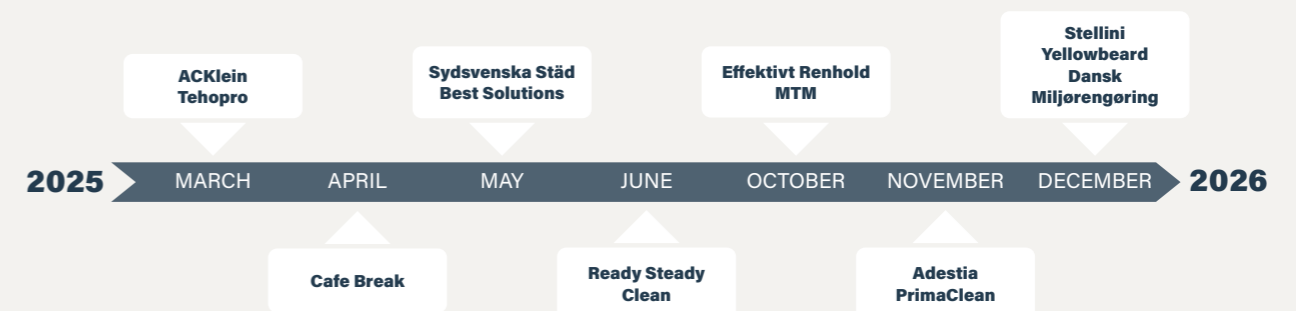 Stellini
Yellowbeard
Dansk
Miljørengøring
ACKlein
Tehopro
Sydsvenska Städ
Best Solutions
Effektivt Renhold
MTM
2025 MARCH APRIL MAY JUNE OCTOBER NOVEMBER DECEMBER 2026
Cafe Break
Ready Steady
Clean
Adestia
PrimaClean